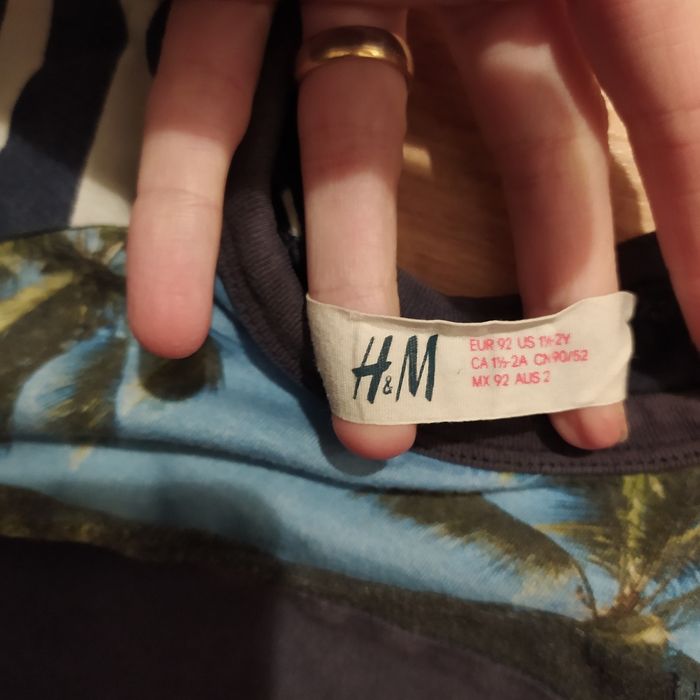 H&M
EUR 92 US 1½-2Y
CA 1½-2A CN 90/52
MX 92 AUS 2